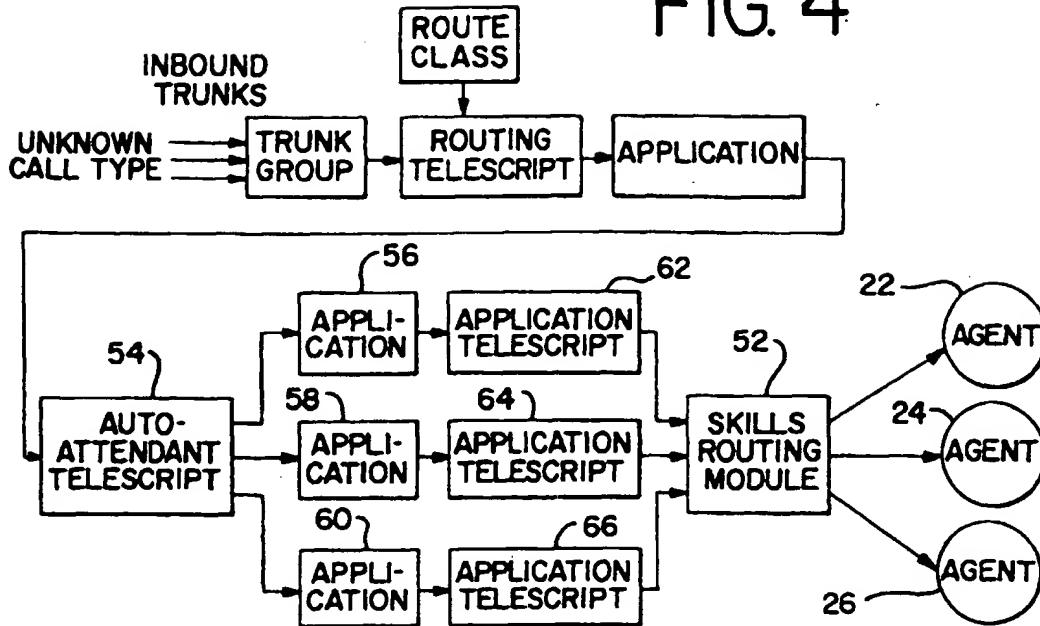 FIG. 4
ROUTE
CLASS
INBOUND
TRUNKS
UNKNOWN
CALL TYPE
TRUNK
GROUP
ROUTING
TELESCRIPT
APPLICATION
56
62
22
APPLI-
CATION
APPLICATION
TELESCRIPT
AGENT
54
52
58
64
24
AUTO-
ATTENDANT
TELESCRIPT
APPLI-
CATION
APPLICATION
TELESCRIPT
SKILLS
ROUTING
MODULE
AGENT
60
66
APPLI-
CATION
APPLICATION
TELESCRIPT
AGENT
26